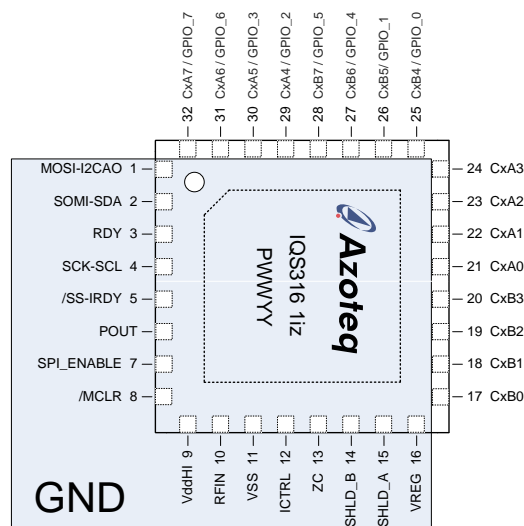 32 CxA7 / GPIO_7
31 CxA6 / GPIO_6
30 CxA5 / GPIO_3
29 CxA4 / GPIO_2
28 CxB7 / GPIO_5
27 CxB6 / GPIO_4
26 CxB5/ GPIO_1
25 CxB4 / GPIO_0
MOSI-I2CAO 1
SOMI-SDA 2
RDY 3
SCK-SCL 4
/SS-IRDY 5
POUT
SPI_ENABLE 7
/MCLR 8
Azoteq
IQS316 1iz
PWWYY
24 CxA3
23 CxA2
22 CxA1
21 CxA0
20 CxB3
19 CxB2
18 CxB1
17 CxB0
VddHI 9
RFIN 10
VSS 11
ICTRL 12
ZC 13
SHLD_B 14
SHLD_A 15
VREG 16
GND